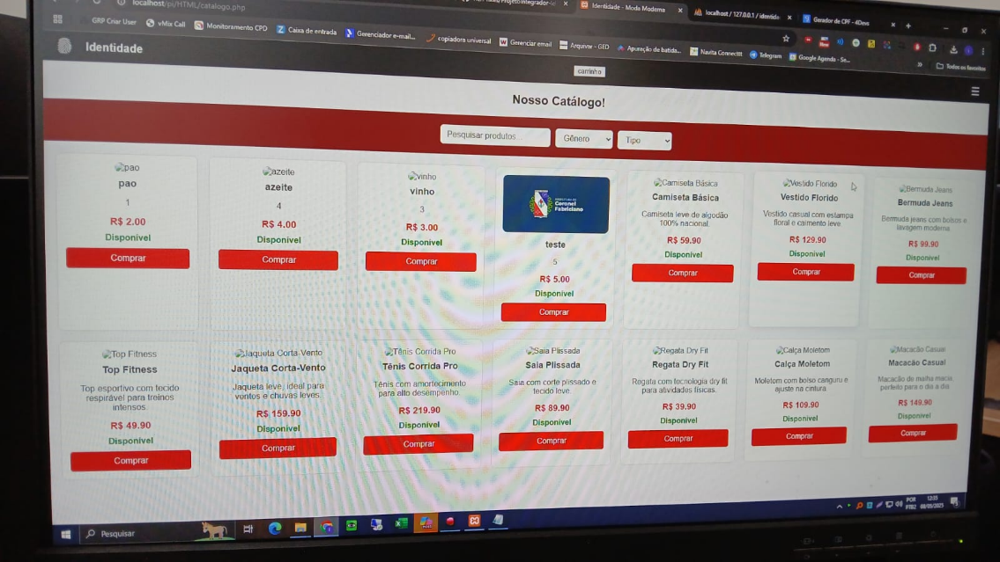 localhost/pi/HTML/catalogo.php
Identidade - Moda Moderna
localhost / 127.0.0.1 / identida
Gerador de CPF - 4Devs
GRP Criar User
vMix Call
Monitoramento CPD
Caixa de entrada
Gerenciador e-mail...
copiadora universal
Gerenciar email
Arquivar - GED
Apuração de batida...
Navita Connecttt
Telegram
Google Agenda - Se...
Todos os favoritos
Identidade
carrinho
Nosso Catálogo!
Pesquisar produtos...
Gênero
Tipo
pao
pao
1
R$ 2.00
Disponível
Comprar
azeite
azeite
4
R$ 4.00
Disponível
Comprar
vinho
vinho
3
R$ 3.00
Disponível
Comprar
Coronel
Fabriciano
teste
5
R$ 5.00
Disponível
Comprar
Camiseta Básica
Camiseta Básica
Camiseta leve de algodão
100% nacional.
R$ 59.90
Disponível
Comprar
Vestido Florido
Vestido Florido
Vestido casual com estampa
floral e caimento leve
R$ 129.90
Disponível
Comprar
Bermuda Jeans
Bermuda Jeans
Bermuda jeans com bolsos e
lavagem moderna.
R$ 99.90
Disponível
Comprar
Top Fitness
Top Fitness
Top esportivo com tecido
respirável para treinos
intensos.
R$ 49.90
Disponível
Comprar
Jaqueta Corta-Vento
Jaqueta Corta-Vento
Jaqueta leve, ideal para
ventos e chuvas leves.
R$ 159.90
Disponível
Comprar
Tênis Corrida Pro
Tênis Corrida Pro
Tênis com amortecimento
para alto desempenho
R$ 219.90
Disponível
Comprar
Saia Plissada
Saia Plissada
Saia com corte plissado e
tecido leve.
R$ 89.90
Disponível
Comprar
Regata Dry Fit
Regata Dry Fit
Regata com tecnologia dry fit
para atividades físicas.
R$ 39.90
Disponível
Comprar
Calça Moletom
Calça Moletom
Moletom com bolso canguru e
ajuste na cintura.
R$ 109.90
Disponível
Comprar
Macacão Casual
Macacão Casual
Macacão de malha macia,
perfeito para o dia a dia.
R$ 149.90
Disponível
Comprar
Pesquisar
POR
PTB2
12:35
08/05/2025